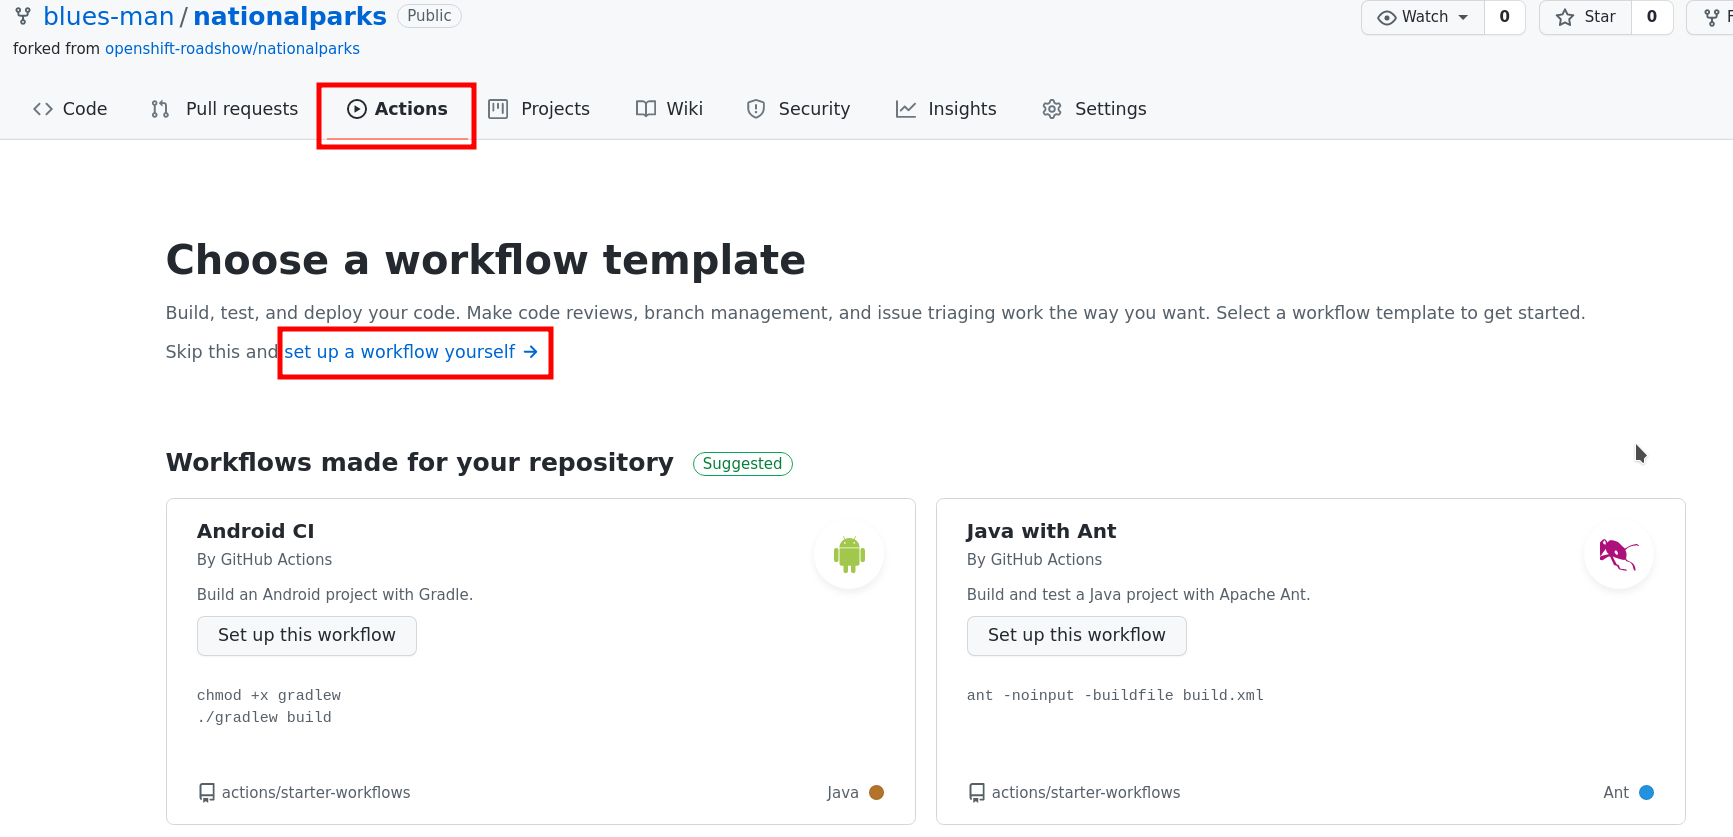 blues-man / nationalparks Public Watch 0 Star 0 F
forked from openshift-roadshow/nationalparks
Code Pull requests Actions Projects Wiki Security Insights Settings
Choose a workflow template
Build, test, and deploy your code. Make code reviews, branch management, and issue triaging work the way you want. Select a workflow template to get started.
Skip this and set up a workflow yourself →
Workflows made for your repository Suggested
Android CI
By GitHub Actions
Build an Android project with Gradle.
Set up this workflow
chmod +x gradlew
./gradlew build
actions/starter-workflows Java
Java with Ant
By GitHub Actions
Build and test a Java project with Apache Ant.
Set up this workflow
ant -noinput -buildfile build.xml
actions/starter-workflows Ant